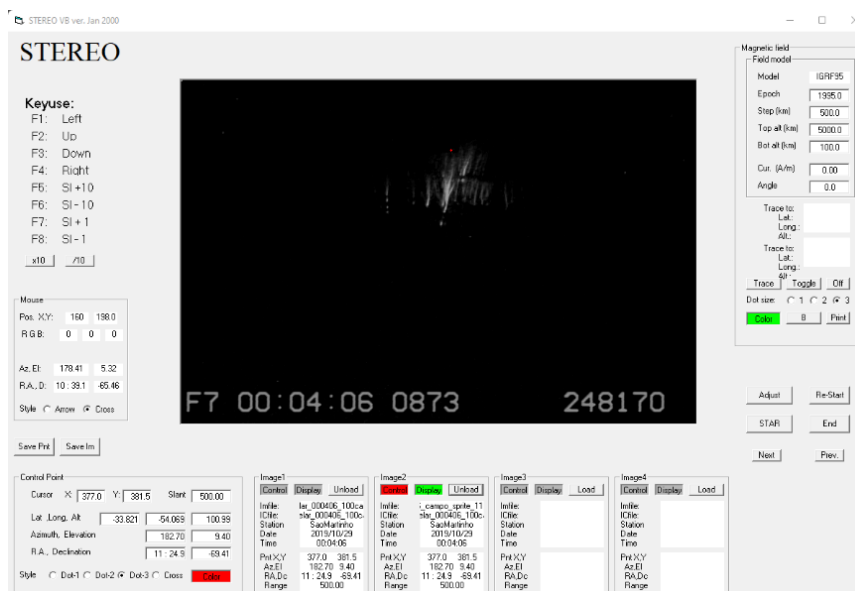 STEREO VB ver. Jan 2000
STEREO
Keyuse:
F1: Left
F2: Up
F3: Down
F4: Right
F5: SI +10
F6: SI - 10
F7: SI + 1
F8: SI - 1
x10 /10
Mouse
Pos. X,Y: 160 198.0
R G B: 0 0 0
Az, El: 178.41 5.32
R.A., D: 10 : 39.1 -65.46
Style Arrow Cross
Save Pnt Save Im
F7 00:04:06 0873 248170
Magnetic field
Field model
Model IGRF95
Epoch 1995.0
Step (km) 500.0
Top alt (km) 5000.0
Bot alt (km) 100.0
Cur. (A/m) 0.00
Angle 0.0
Trace to:
Lat.:
Long.:
Alt.:
Trace to:
Lat.:
Long.:
Alt.:
Trace Toggle Off
Dot size: 1 2 3
Color B Print
Adjust Re-Start
STAR End
Next Prev.
Control Point
Cursor X: 377.0 Y: 381.5 Slant 500.00
Lat .,Long, Alt -33.821 -54.069 100.99
Azimuth, Elevation 182.70 9.40
R.A., Declination 11 : 24.9 -69.41
Style Dot-1 Dot-2 Dot-3 Cross Color
Image1
Control Display Unload
Imfile: lar_000406_100ca
ICfile: elar_000406_100c.
Station SaoMartinho
Date 2019/10/29
Time 00:04:06
Pnt X,Y 377.0 381.5
Az,El 182.70 9.40
RA,Dc 11 : 24.9 -69.41
Range 500.00
Image2
Control Display Unload
Imfile: i_campo_sprite_11
ICfile: elar_000406_100c.
Station SaoMartinho
Date 2019/10/29
Time 00:04:06
Pnt X,Y 377.0 381.5
Az,El 182.70 9.40
RA,Dc 11 : 24.9 -69.41
Range 500.00
Image3
Control Display Load
Imfile:
ICfile:
Station
Date
Time
Pnt X,Y
Az,El
RA,Dc
Range
Image4
Control Display Load
Imfile:
ICfile:
Station
Date
Time
Pnt X,Y
Az,El
RA,Dc
Range